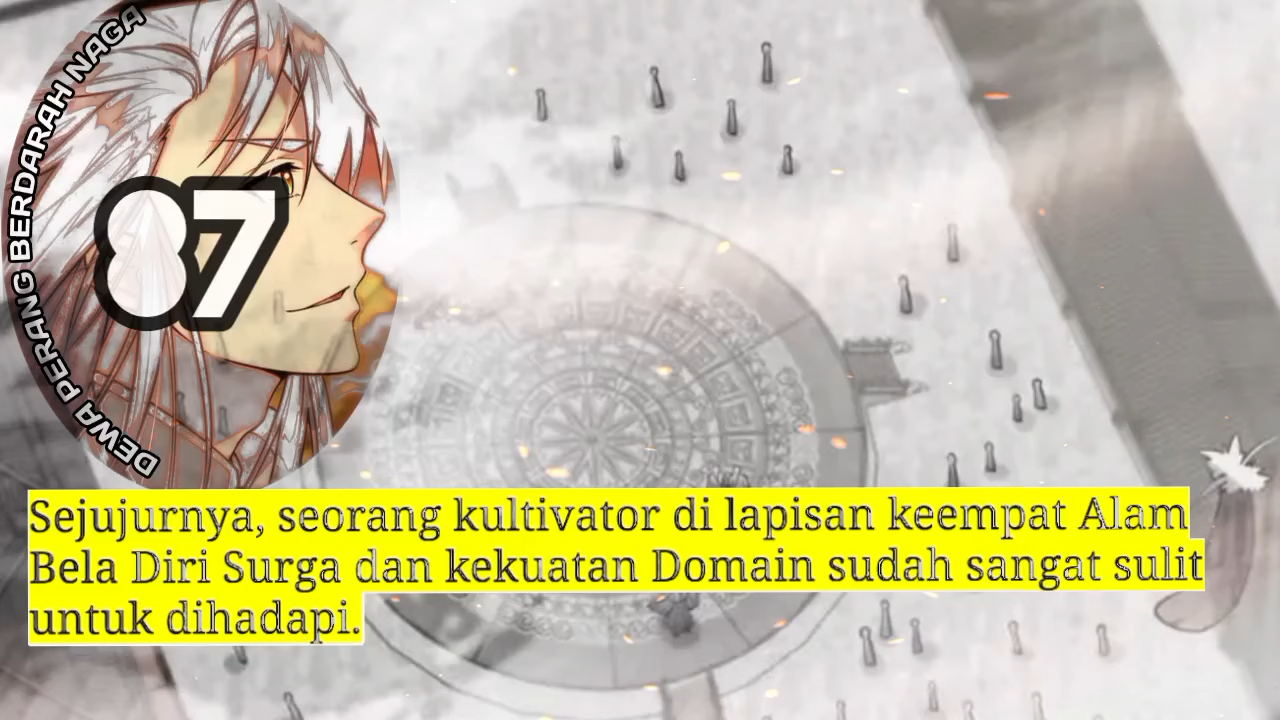 DEWA PERANG BERDARAH NAGA
87
Sejujurnya, seorang kultivator di lapisan keempat Alam
Bela Diri Surga dan kekuatan Domain sudah sangat sulit
untuk dihadapi.